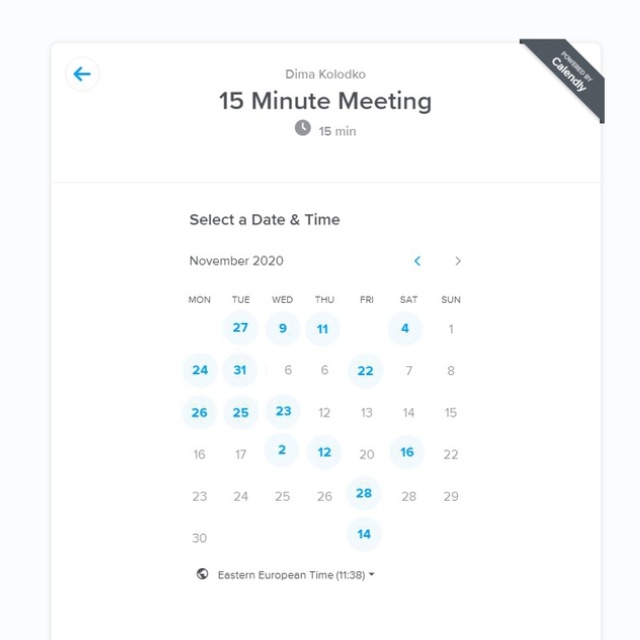 POWERED BY
Calendly
Dima Kolodko
15 Minute Meeting
15 min
Select a Date & Time
November 2020
MON TUE WED THU FRI SAT SUN
27 9 11 4 1
24 31 6 6 22 7 8
26 25 23 12 13 14 15
16 17 2 12 20 16 22
23 24 25 26 28 28 29
30 14
Eastern European Time (11:38)